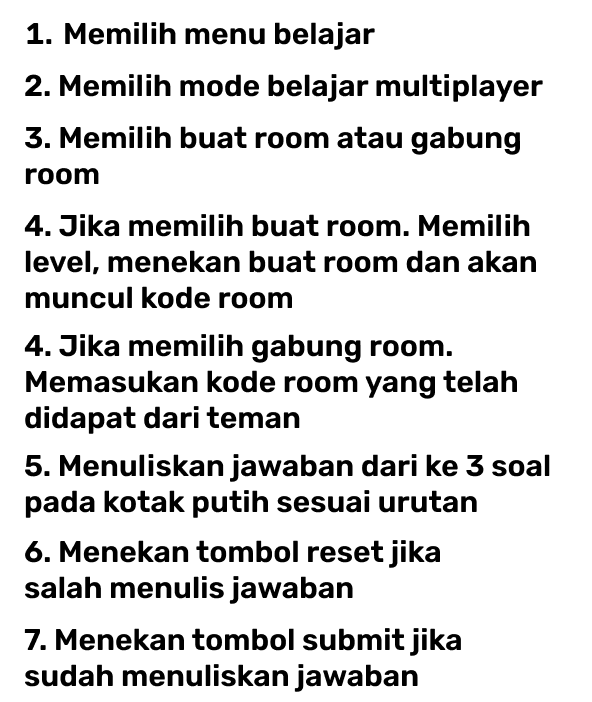 1. Memilih menu belajar
2. Memilih mode belajar multiplayer
3. Memilih buat room atau gabung
room
4. Jika memilih buat room. Memilih
level, menekan buat room dan akan
muncul kode room
4. Jika memilih gabung room.
Memasukan kode room yang telah
didapat dari teman
5. Menuliskan jawaban dari ke 3 soal
pada kotak putih sesuai urutan
6. Menekan tombol reset jika
salah menulis jawaban
7. Menekan tombol submit jika
sudah menuliskan jawaban